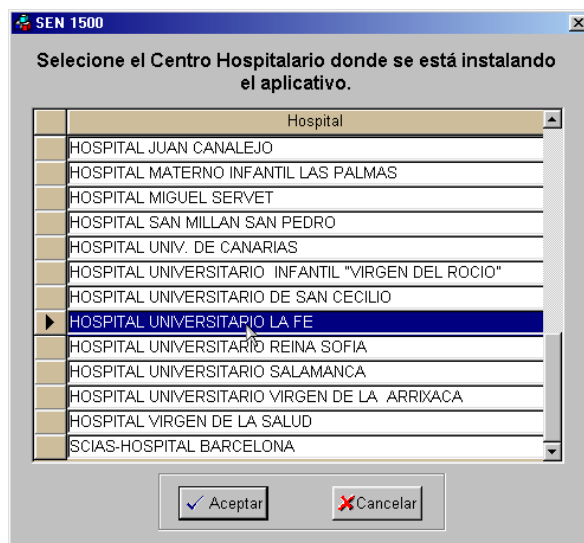 SEN 1500
Selecione el Centro Hospitalario donde se está instalando
el aplicativo.
Hospital
HOSPITAL JUAN CANALEJO
HOSPITAL MATERNO INFANTIL LAS PALMAS
HOSPITAL MIGUEL SERVET
HOSPITAL SAN MILLAN SAN PEDRO
HOSPITAL UNIV. DE CANARIAS
HOSPITAL UNIVERSITARIO  INFANTIL "VIRGEN DEL ROCIO"
HOSPITAL UNIVERSITARIO DE SAN CECILIO
HOSPITAL UNIVERSITARIO LA FE
HOSPITAL UNIVERSITARIO REINA SOFIA
HOSPITAL UNIVERSITARIO SALAMANCA
HOSPITAL UNIVERSITARIO VIRGEN DE LA  ARRIXACA
HOSPITAL VIRGEN DE LA SALUD
SCIAS-HOSPITAL BARCELONA
Aceptar Cancelar